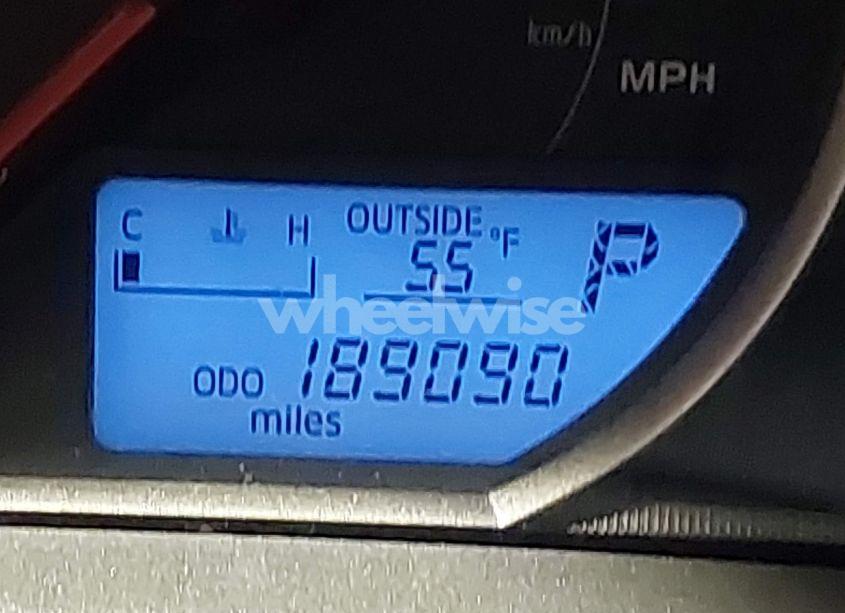 km/h
MPH
C H OUTSIDE °F P
55
wheelwise
ODO 189090
miles